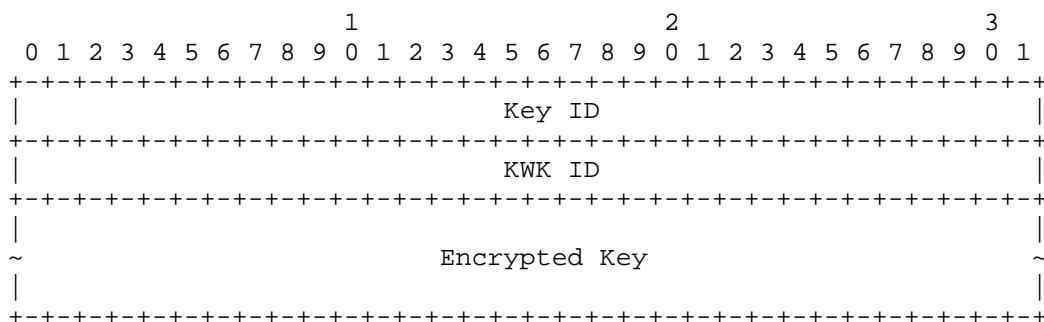 1                   2                   3
 0 1 2 3 4 5 6 7 8 9 0 1 2 3 4 5 6 7 8 9 0 1 2 3 4 5 6 7 8 9 0 1
+-+-+-+-+-+-+-+-+-+-+-+-+-+-+-+-+-+-+-+-+-+-+-+-+-+-+-+-+-+-+-+-+
|                             Key ID                            |
+-+-+-+-+-+-+-+-+-+-+-+-+-+-+-+-+-+-+-+-+-+-+-+-+-+-+-+-+-+-+-+-+
|                             KWK ID                            |
+-+-+-+-+-+-+-+-+-+-+-+-+-+-+-+-+-+-+-+-+-+-+-+-+-+-+-+-+-+-+-+-+
|                                                               |
~                         Encrypted Key                         ~
|                                                               |
+-+-+-+-+-+-+-+-+-+-+-+-+-+-+-+-+-+-+-+-+-+-+-+-+-+-+-+-+-+-+-+-+